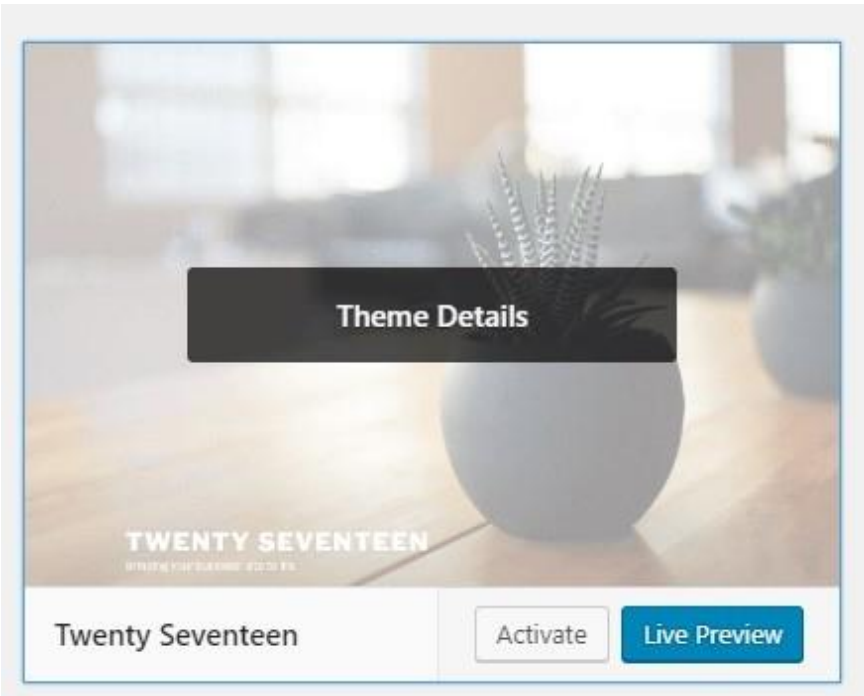 Theme Details
TWENTY SEVENTEEN
Twenty Seventeen
Activate
Live Preview